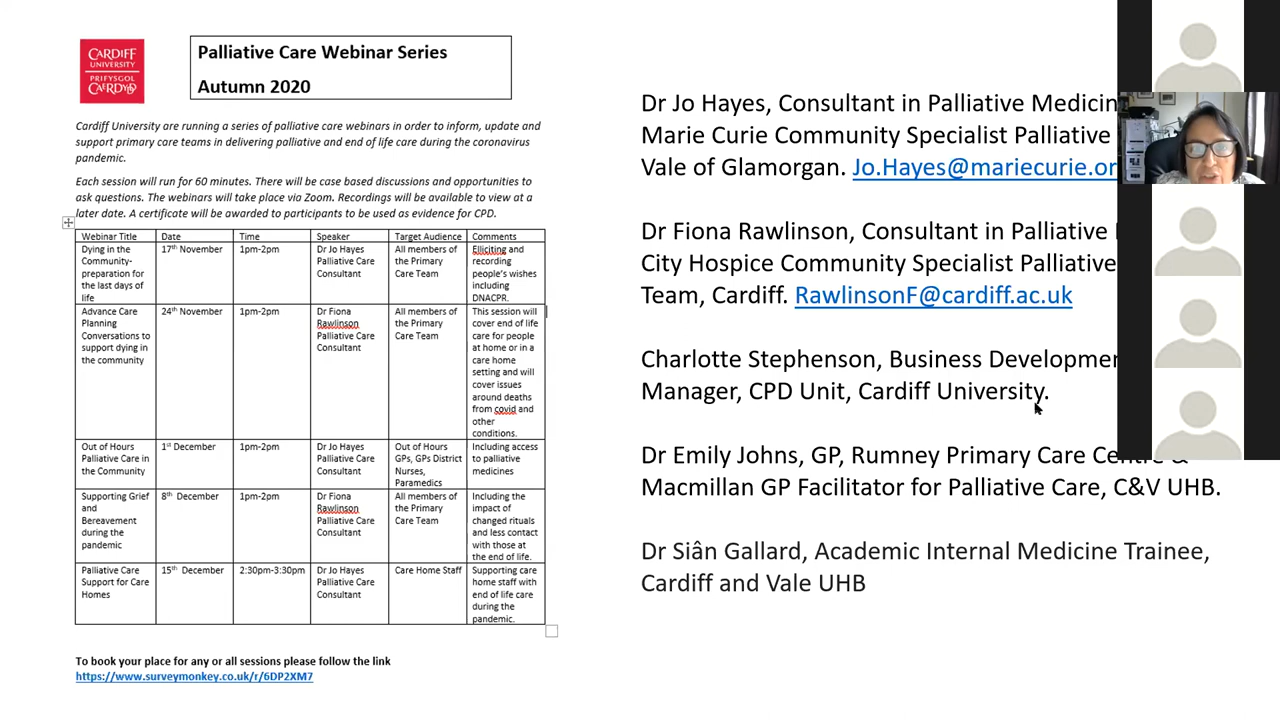 CARDIFF
UNIVERSITY
PRIFYSGOL
CAERDYDD
Palliative Care Webinar Series
Autumn 2020
Cardiff University are running a series of palliative care webinars in order to inform, update and
support primary care teams in delivering palliative and end of life care during the coronavirus
pandemic.
Each session will run for 60 minutes. There will be case based discussions and opportunities to
ask questions. The webinars will take place via Zoom. Recordings will be available to view at a
later date. A certificate will be awarded to participants to be used as evidence for CPD.
Webinar Title Date Time Speaker Target Audience Comments
Dying in the
Community-
preparation for
the last days of
life
17th November
1pm-2pm
Dr Jo Hayes
Palliative Care
Consultant
All members of
the Primary
Care Team
Elliciting and
recording
people's wishes
including
DNACPR.
Advance Care
Planning
Conversations to
support dying in
the community
24th November
1pm-2pm
Dr Fiona
Rawlinson
Palliative Care
Consultant
All members of
the Primary
Care Team
This session will
cover end of life
care for people
at home or in a
care home
setting and will
cover issues
around deaths
from covid and
other
conditions.
Out of Hours
Palliative Care in
the Community
1st December
1pm-2pm
Dr Jo Hayes
Palliative Care
Consultant
Out of Hours
GPs, GPs District
Nurses,
Paramedics
Including access
to palliative
medicines
Supporting Grief
and
Bereavement
during the
pandemic
8th December
1pm-2pm
Dr Fiona
Rawlinson
Palliative Care
Consultant
All members of
the Primary
Care Team
Including the
impact of
changed rituals
and less contact
with those at
the end of life.
Palliative Care
Support for Care
Homes
15th December
2:30pm-3:30pm
Dr Jo Hayes
Palliative Care
Consultant
Care Home Staff
Supporting care
home staff with
end of life care
during the
pandemic.
To book your place for any or all sessions please follow the link
https://www.surveymonkey.co.uk/r/6DP2XM7
Dr Jo Hayes, Consultant in Palliative Medicin
Marie Curie Community Specialist Palliative
Vale of Glamorgan. Jo.Hayes@mariecurie.or
Dr Fiona Rawlinson, Consultant in Palliative
City Hospice Community Specialist Palliative
Team, Cardiff. RawlinsonF@cardiff.ac.uk
Charlotte Stephenson, Business Developmen
Manager, CPD Unit, Cardiff University.
Dr Emily Johns, GP, Rumney Primary Care Centre &
Macmillan GP Facilitator for Palliative Care, C&V UHB.
Dr Siân Gallard, Academic Internal Medicine Trainee,
Cardiff and Vale UHB